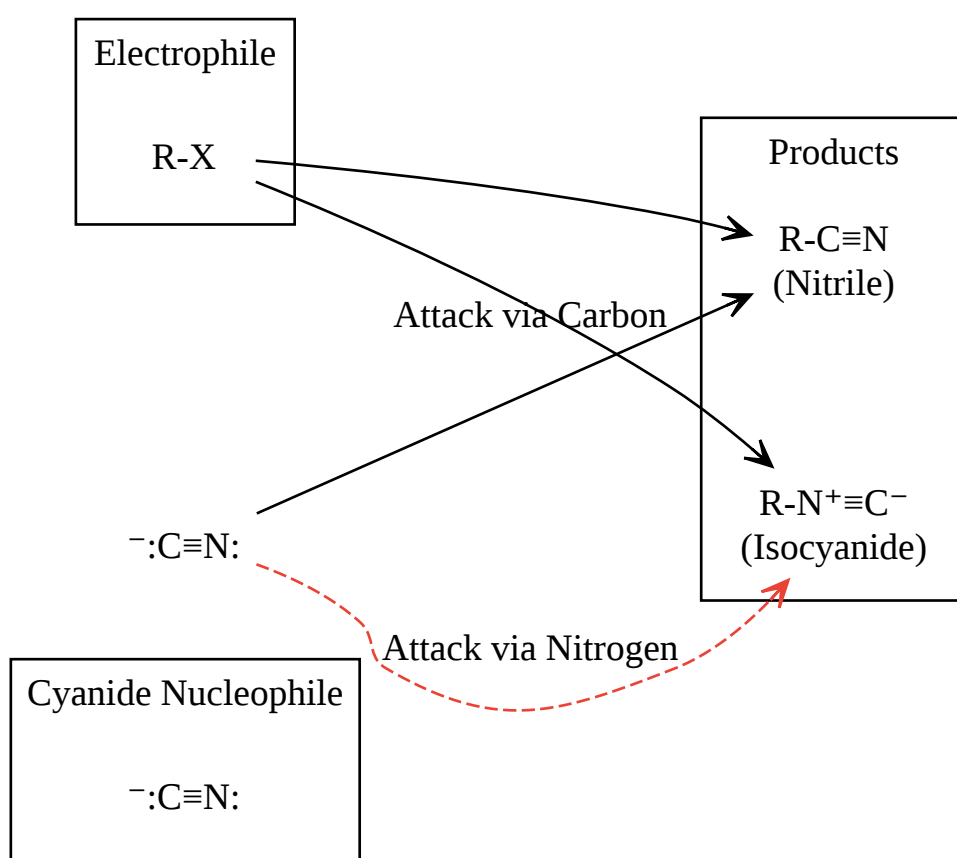 Electrophile
R-X
Products
R-C≡N
(Nitrile)
Attack via Carbon
R-N⁺≡C⁻
(Isocyanide)
⁻:C≡N:
Attack via Nitrogen
Cyanide Nucleophile
⁻:C≡N: